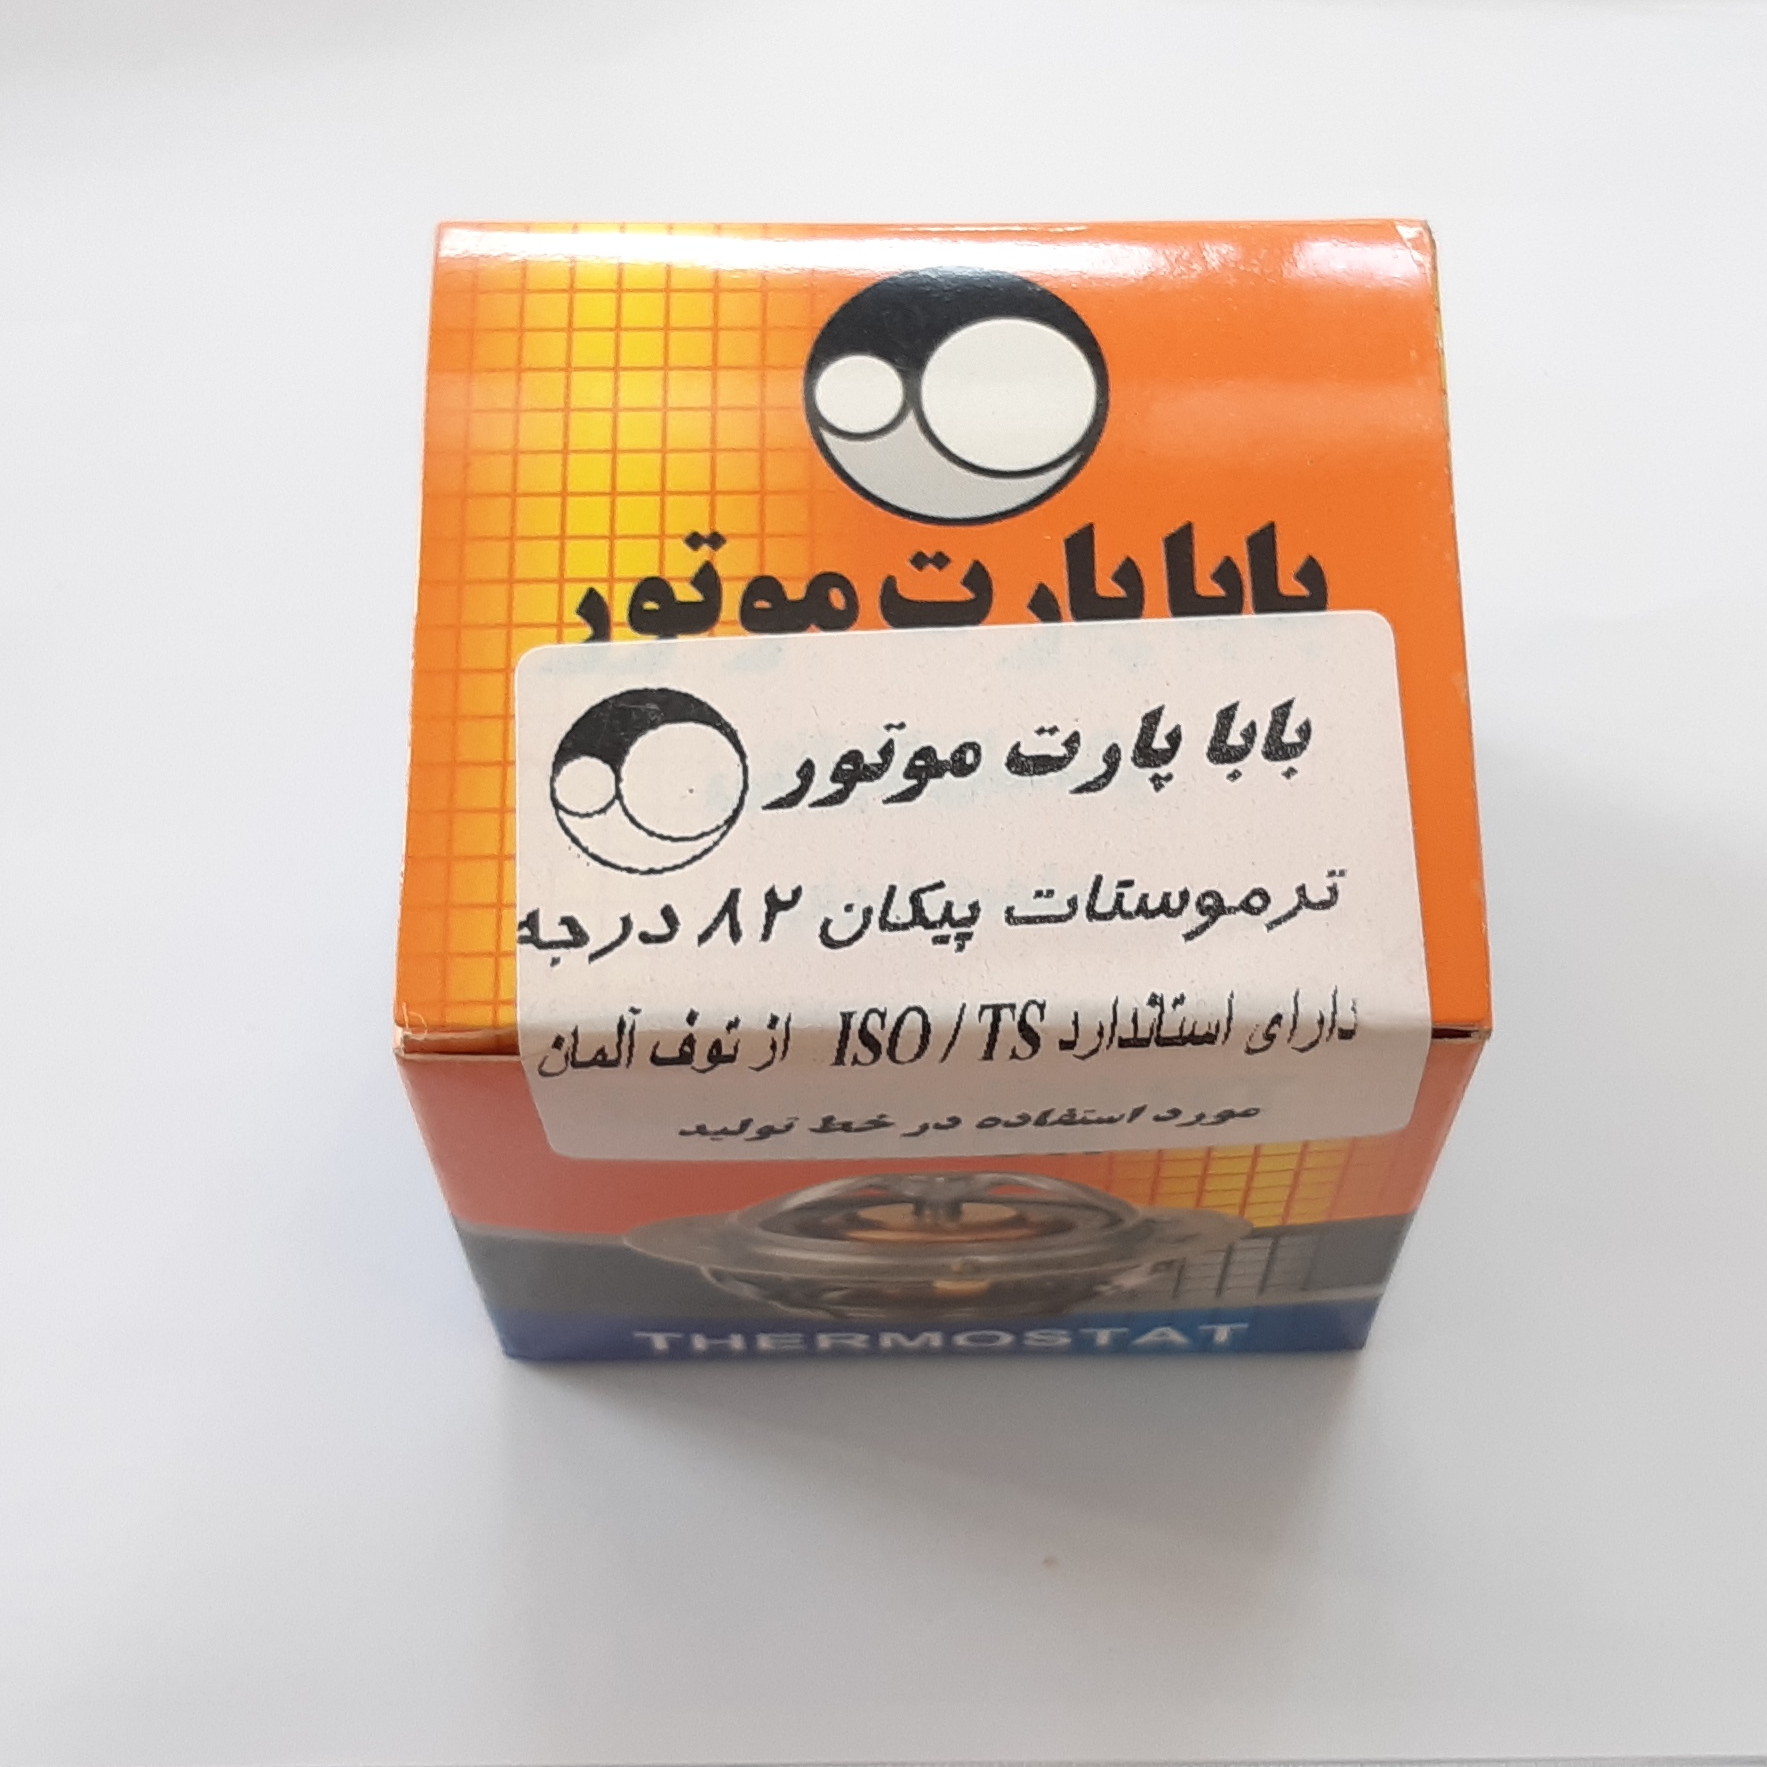 بابا پارت موتور
بابا پارت موتور
ترموستات پیکان ۸۲ درجه
دارای استاندارد ISO / TS از توف آلمان
مورد استفاده در خط تولید
THERMOSTAT